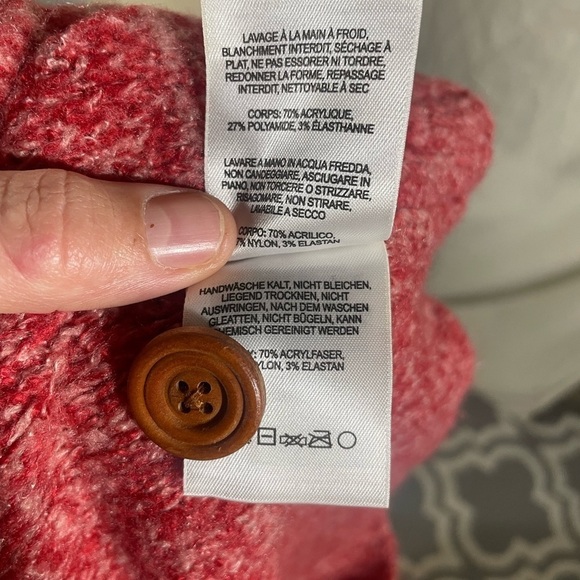 LAVAGE À LA MAIN À FROID,
BLANCHIMENT INTERDIT, SÉCHAGE À
PLAT, NE PAS ESSORER NI TORDRE,
REDONNER LA FORME, REPASSAGE
INTERDIT, NETTOYABLE À SEC
CORPS: 70% ACRYLIQUE,
27% POLYAMIDE, 3% ÉLASTHANNE
LAVARE A MANO IN ACQUA FREDDA,
NON CANDEGGIARE, ASCIUGARE IN
PIANO, NON TORCERE O STRIZZARE,
RISAGOMARE, NON STIRARE,
LAVABILE A SECCO
CORPO: 70% ACRILICO,
7% NYLON, 3% ELASTAN
HANDWÄSCHE KALT, NICHT BLEICHEN,
LIEGEND TROCKNEN, NICHT
AUSWRINGEN, NACH DEM WASCHEN
GLEATTEN, NICHT BÜGELN, KANN
CHEMISCH GEREINIGT WERDEN
70% ACRYLFASER,
NYLON, 3% ELASTAN